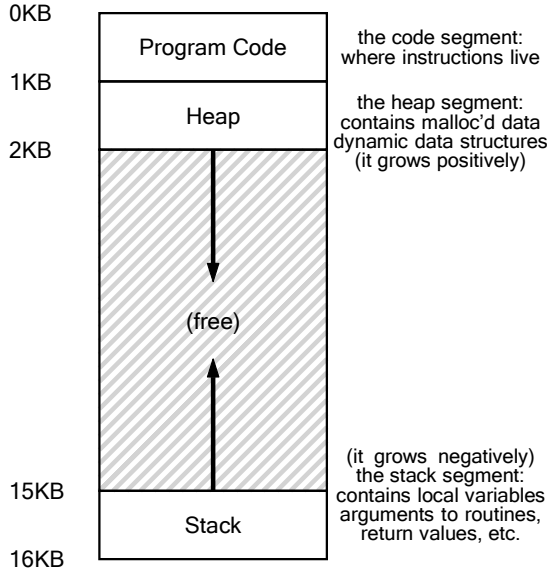 0KB
Program Code
the code segment:
where instructions live
1KB
Heap
the heap segment:
contains malloc'd data
dynamic data structures
(it grows positively)
2KB
(free)
(it grows negatively)
the stack segment:
contains local variables
arguments to routines,
return values, etc.
15KB
Stack
16KB